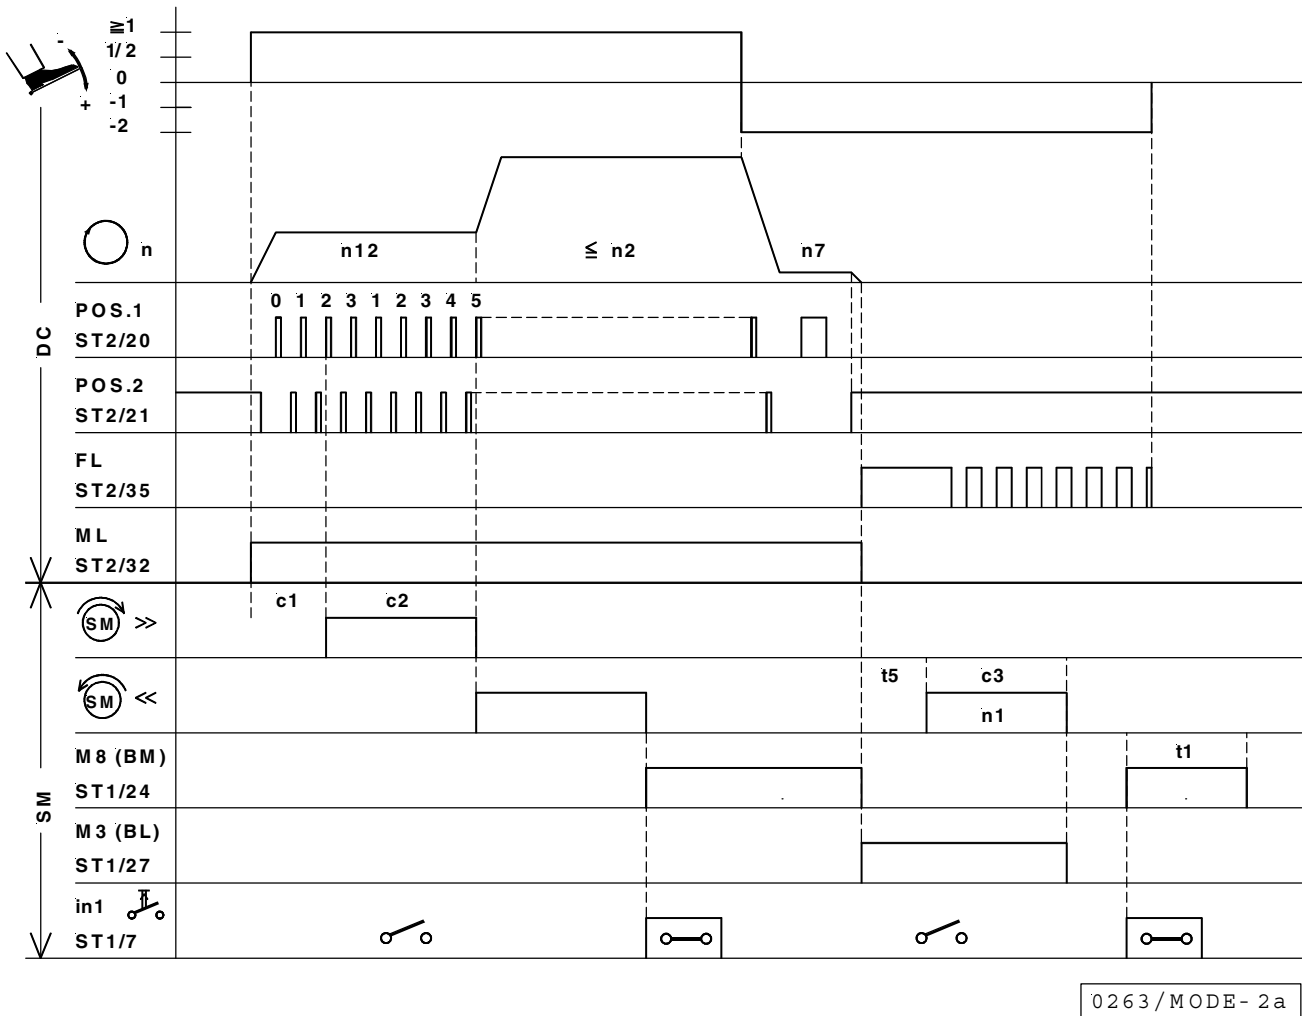 ≧1
1/2
-
0
+ -1
-2
n
n12
≦ n2
n7
0 1 2 3 1 2 3 4 5
POS.1
ST2/20
DC
POS.2
ST2/21
FL
ST2/35
ML
ST2/32
c1 c2
SM >>
t5 c3
SM <<
n1
M8 (BM)
t1
ST1/24
SM
M3 (BL)
ST1/27
in1
ST1/7
0263/MODE-2a